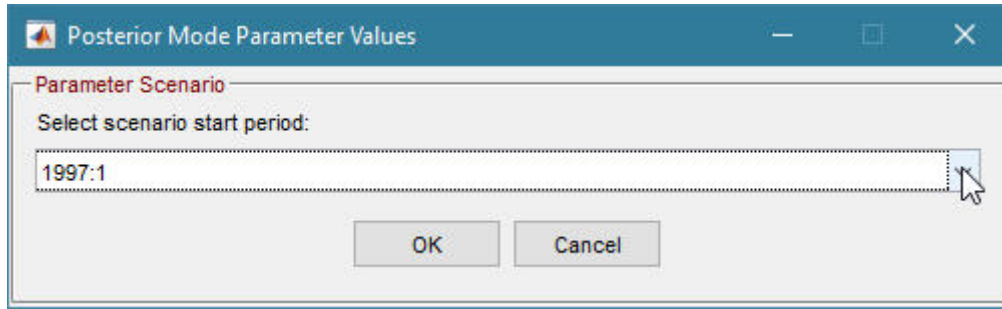 Posterior Mode Parameter Values
Parameter Scenario
Select scenario start period:
1997:1
OK Cancel